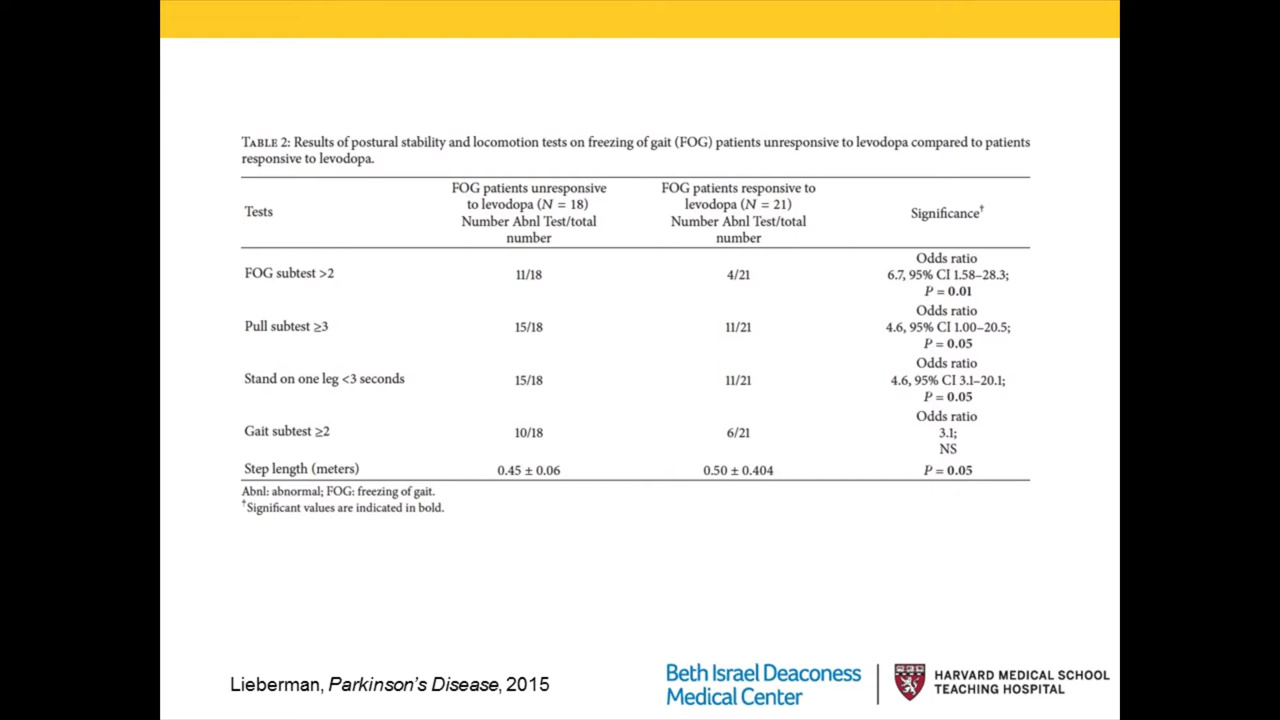 TABLE 2: Results of postural stability and locomotion tests on freezing of gait (FOG) patients unresponsive to levodopa compared to patients
responsive to levodopa.
Tests
FOG patients unresponsive
to levodopa (N = 18)
Number Abnl Test/total
number
FOG patients responsive to
levodopa (N = 21)
Number Abnl Test/total
number
Significance†
FOG subtest >2
11/18
4/21
Odds ratio
6.7, 95% CI 1.58–28.3;
P = 0.01
Pull subtest ≥3
15/18
11/21
Odds ratio
4.6, 95% CI 1.00–20.5;
P = 0.05
Stand on one leg <3 seconds
15/18
11/21
Odds ratio
4.6, 95% CI 3.1–20.1;
P = 0.05
Gait subtest ≥2
10/18
6/21
Odds ratio
3.1;
NS
Step length (meters)
0.45 ± 0.06
0.50 ± 0.404
P = 0.05
Abnl: abnormal; FOG: freezing of gait.
†Significant values are indicated in bold.
Lieberman, Parkinson's Disease, 2015
Beth Israel Deaconess
Medical Center
HARVARD MEDICAL SCHOOL
TEACHING HOSPITAL